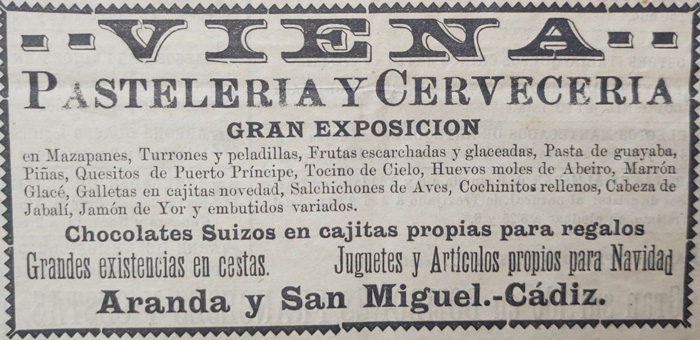 --VIENA--
PASTELERIA Y CERVECERIA
GRAN EXPOSICION
en Mazapanes, Turrones y peladillas, Frutas escarchadas y glaceadas, Pasta de guayaba,
Piñas, Quesitos de Puerto Príncipe, Tocino de Cielo, Huevos moles de Abeiro, Marrón
Glacé, Galletas en cajitas novedad, Salchichones de Aves, Cochinitos rellenos, Cabeza de
Jabalí, Jamón de Yor y embutidos variados.
Chocolates Suizos en cajitas propias para regalos
Grandes existencias en cestas. Juguetes y Artículos propios para Navidad
Aranda y San Miguel.-Cádiz.